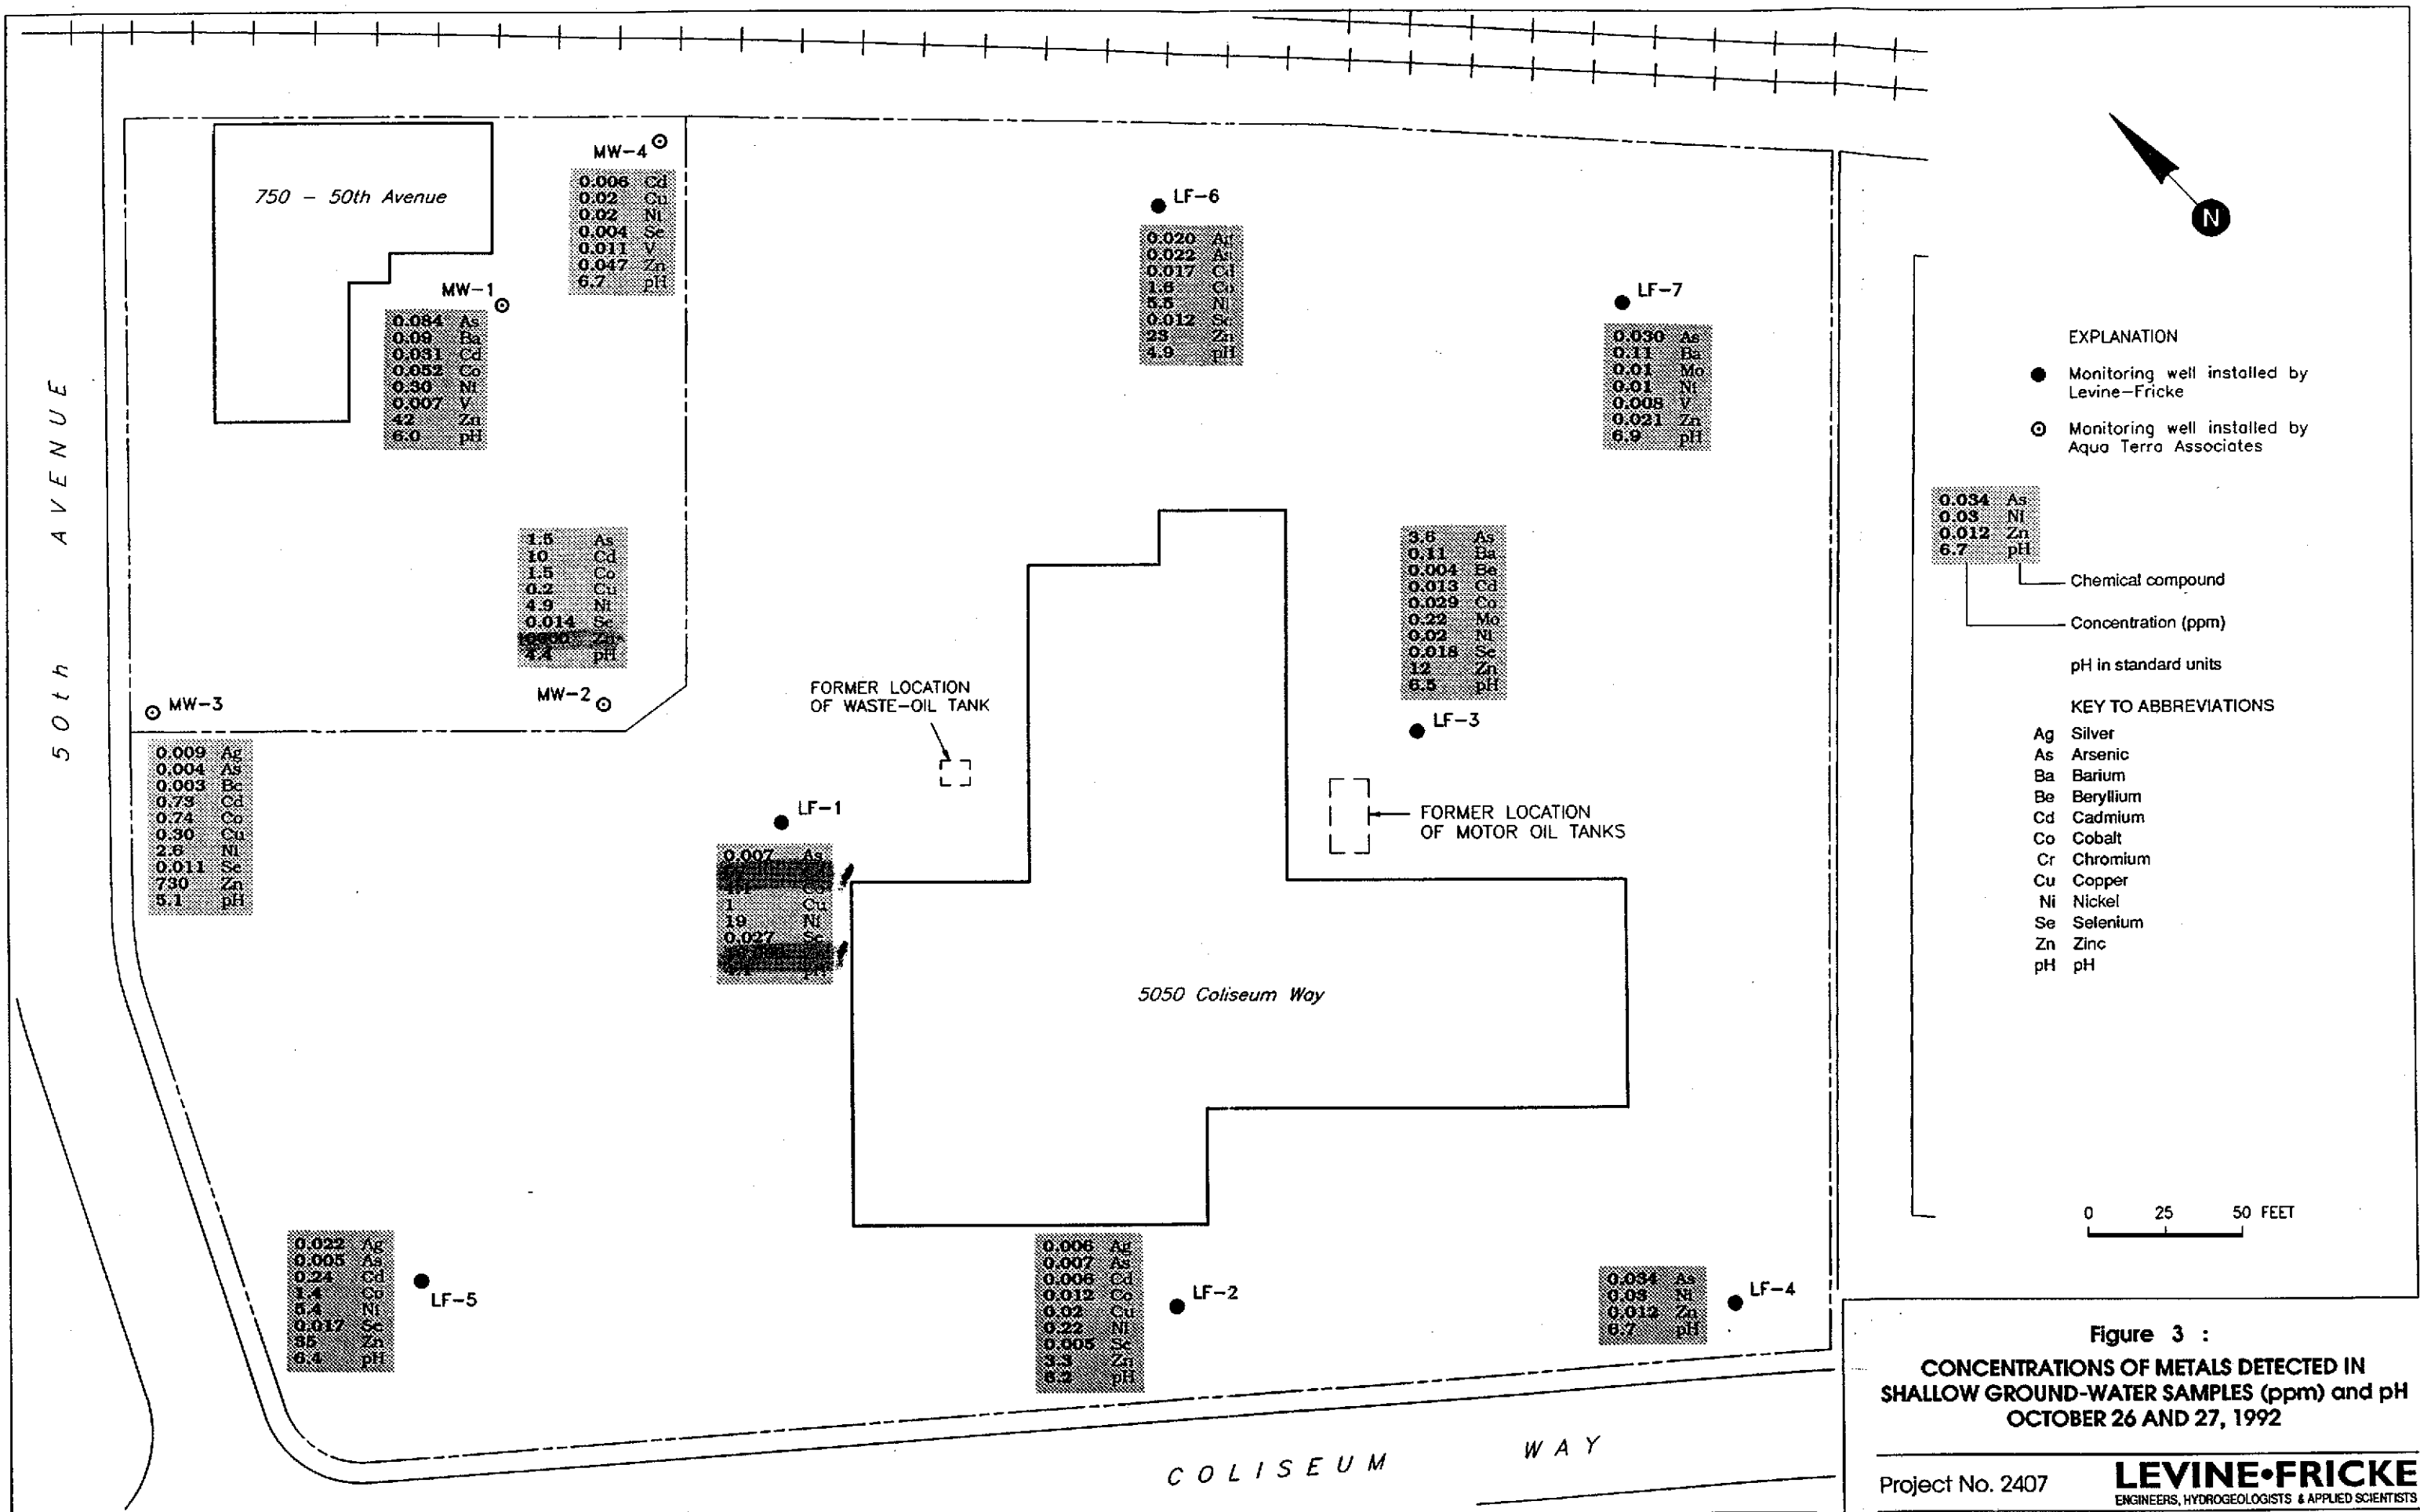 MW-4
0.006 Cd
0.02 Cu
0.02 Ni
0.004 Se
0.011 V
0.047 Zn
6.7 pH
750 - 50th Avenue
MW-1
0.084 As
0.09 Ba
0.031 Cd
0.052 Co
0.30 Ni
0.007 V
42 Zn
6.0 pH
LF-6
0.020 Ag
0.022 As
0.017 Cd
1.6 Co
5.5 Ni
0.012 Se
23 Zn
4.9 pH
LF-7
0.030 As
0.11 Ba
0.01 Mo
0.01 Ni
0.008 V
0.021 Zn
6.9 pH
50th AVENUE
1.5 As
10 Cd
1.5 Co
0.2 Cu
4.9 Ni
0.014 Se
Zn
4.4 pH
MW-2
MW-3
0.009 Ag
0.004 As
0.003 Be
0.73 Cd
0.74 Co
0.30 Cu
2.6 Ni
0.011 Se
730 Zn
5.1 pH
FORMER LOCATION
OF WASTE-OIL TANK
3.6 As
0.11 Ba
0.004 Be
0.013 Cd
0.029 Co
0.22 Mo
0.02 Ni
0.018 Se
12 Zn
6.5 pH
LF-3
FORMER LOCATION
OF MOTOR OIL TANKS
LF-1
0.007 As
Co
1 Cu
19 Ni
0.027 Se
pH
5050 Coliseum Way
0.022 Ag
0.005 As
0.24 Cd
1.4 Co
5.4 Ni
0.017 Se
Zn
6.4 pH
LF-5
0.006 Ag
0.007 As
0.006 Cd
0.012 Co
0.02 Cu
0.22 Ni
0.005 Se
3.3 Zn
6.2 pH
LF-2
0.034 As
0.03 Ni
0.012 Zn
6.7 pH
LF-4
COLISEUM WAY
N
EXPLANATION
Monitoring well installed by
Levine-Fricke
Monitoring well installed by
Aqua Terra Associates
0.034 As
0.03 Ni
0.012 Zn
6.7 pH
Chemical compound
Concentration (ppm)
pH in standard units
KEY TO ABBREVIATIONS
Ag Silver
As Arsenic
Ba Barium
Be Beryllium
Cd Cadmium
Co Cobalt
Cr Chromium
Cu Copper
Ni Nickel
Se Selenium
Zn Zinc
pH pH
0 25 50 FEET
Figure 3 :
CONCENTRATIONS OF METALS DETECTED IN
SHALLOW GROUND-WATER SAMPLES (ppm) and pH
OCTOBER 26 AND 27, 1992
Project No. 2407
LEVINE•FRICKE
ENGINEERS, HYDROGEOLOGISTS & APPLIED SCIENTISTS